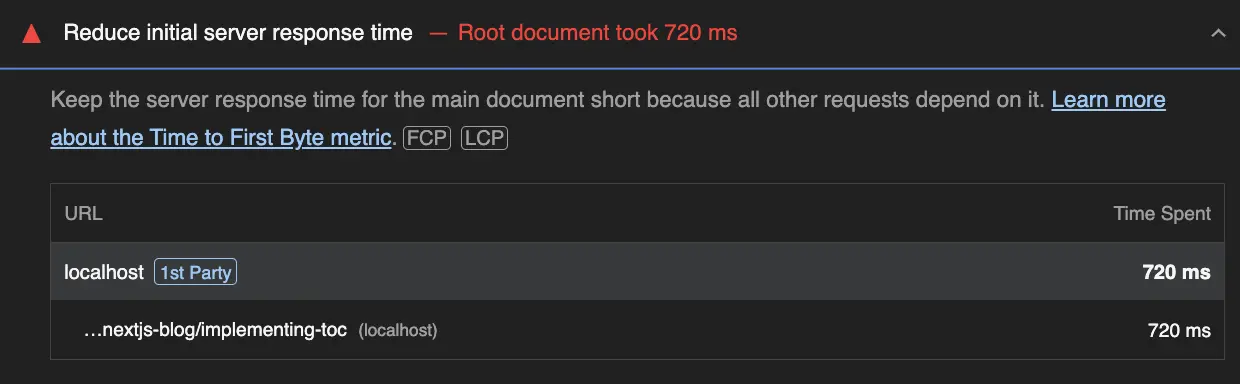 Reduce initial server response time — Root document took 720 ms
Keep the server response time for the main document short because all other requests depend on it. Learn more
about the Time to First Byte metric. FCP LCP
URL Time Spent
localhost 1st Party 720 ms
…nextjs-blog/implementing-toc (localhost) 720 ms